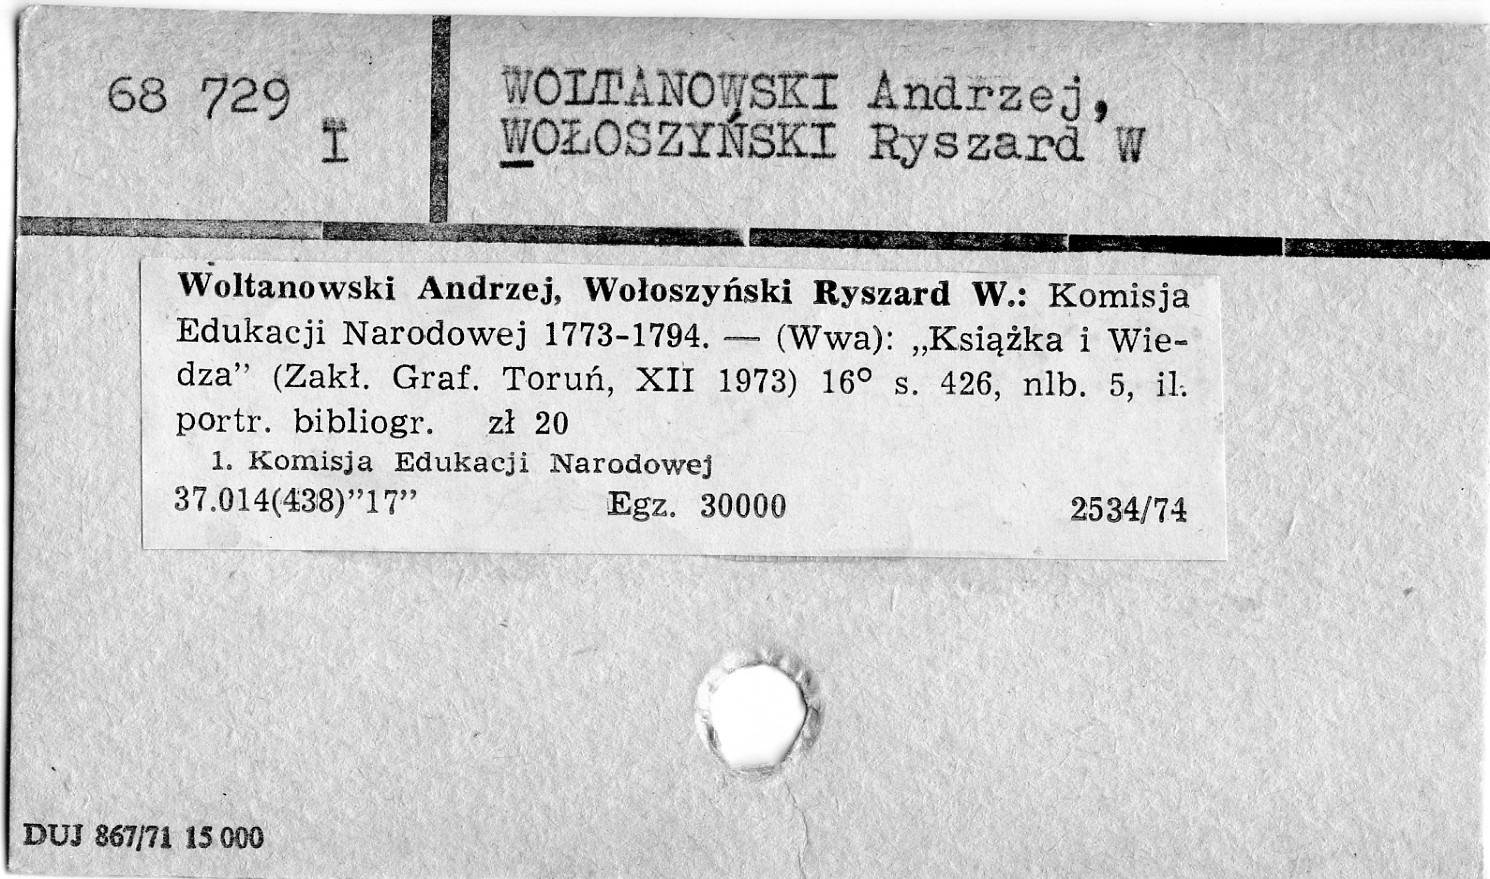 68 729
I
WOLTANOWSKI Andrzej,
WOŁOSZYŃSKI Ryszard W
Woltanowski Andrzej, Wołoszyński Ryszard W.: Komisja
Edukacji Narodowej 1773-1794. — (Wwa): „Książka i Wie-
dza” (Zakł. Graf. Toruń, XII 1973) 16° s. 426, nlb. 5, il.
portr. bibliogr. zł 20
1. Komisja Edukacji Narodowej
37.014(438)”17” Egz. 30000 2534/74
DUJ 867/71 15 000